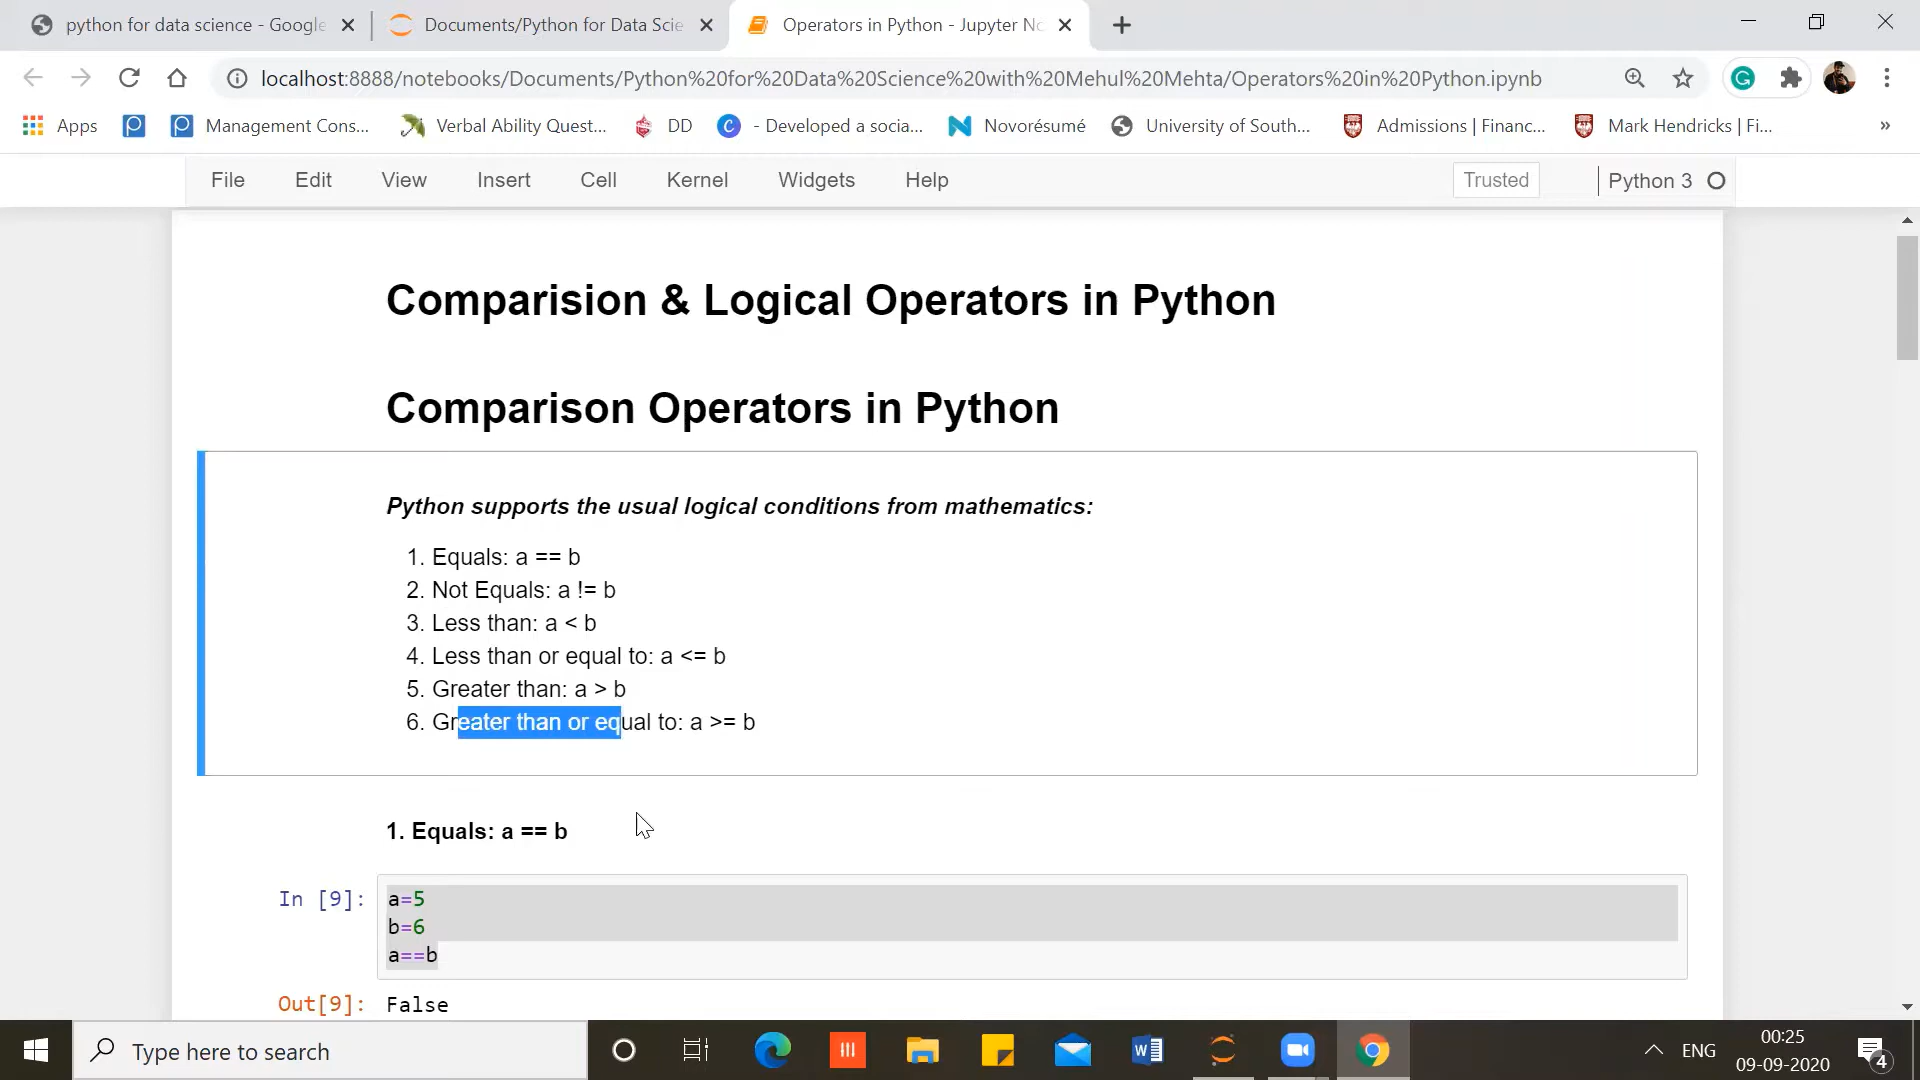 python for data science - Google
Documents/Python for Data Scie
Operators in Python - Jupyter No
localhost:8888/notebooks/Documents/Python%20for%20Data%20Science%20with%20Mehul%20Mehta/Operators%20in%20Python.ipynb
Apps
Management Cons...
Verbal Ability Quest...
DD
- Developed a socia...
Novorésumé
University of South...
Admissions | Financ...
Mark Hendricks | Fi...
»
File Edit View Insert Cell Kernel Widgets Help
Trusted
Python 3
Comparision & Logical Operators in Python
Comparison Operators in Python
Python supports the usual logical conditions from mathematics:
1. Equals: a == b
2. Not Equals: a != b
3. Less than: a < b
4. Less than or equal to: a <= b
5. Greater than: a > b
6. Greater than or equal to: a >= b
1. Equals: a == b
In [9]:
a=5
b=6
a==b
Out[9]: False
Type here to search
ENG
00:25
09-09-2020
4